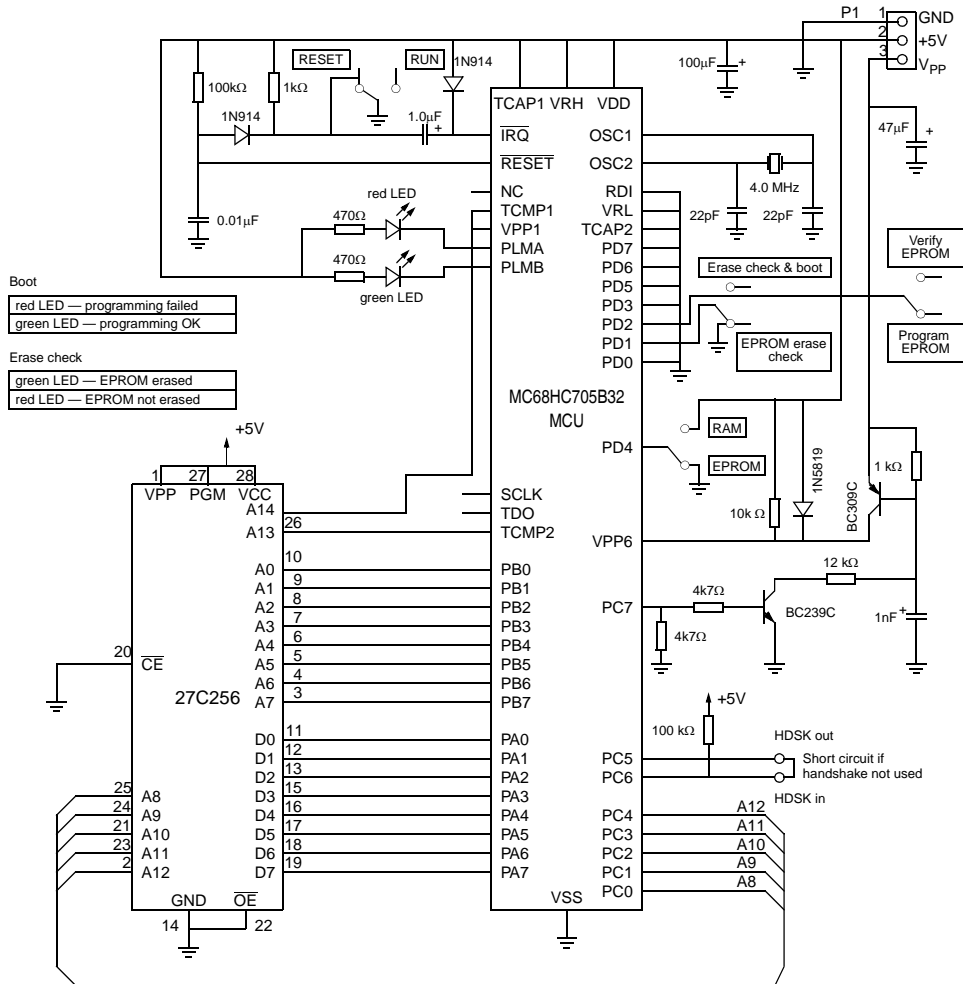 P1
1 GND
2 +5V
3 VPP
RESET
RUN
1N914
100kΩ
1kΩ
100µF +
1N914
1.0µF
+
47µF +
TCAP1 VRH VDD
IRQ
OSC1
RESET
OSC2
4.0 MHz
NC
RDI
red LED
TCMP1
VRL
22pF
22pF
0.01µF
470Ω
VPP1
TCAP2
PLMA
PD7
Verify
EPROM
470Ω
PLMB
PD6
Erase check & boot
green LED
PD5
Boot
PD3
red LED — programming failed
PD2
green LED — programming OK
PD1
EPROM erase
check
Program
EPROM
PD0
Erase check
green LED — EPROM erased
red LED — EPROM not erased
MC68HC705B32
MCU
+5V
RAM
PD4
EPROM
1N5819
BC309C
1 kΩ
1 27 28
VPP PGM VCC
A14
SCLK
TDO
26
A13
TCMP2
10k Ω
VPP6
10
A0 PB0
12 kΩ
9
A1 PB1
8
A2 PB2
4k7Ω
PC7
BC239C
7
A3 PB3
1nF +
6
A4 PB4
4k7Ω
5
A5 PB5
20
CE
4
A6 PB6
27C256
3
A7 PB7
+5V
11
D0 PA0
100 kΩ
HDSK out
12
D1 PA1
PC5
Short circuit if
handshake not used
13
D2 PA2
PC6
HDSK in
15
D3 PA3
25
A8
16
D4 PA4
PC4 A12
24
A9
17
D5 PA5
PC3 A11
21
A10
18
D6 PA6
PC2 A10
23
A11
19
D7 PA7
PC1 A9
2
A12
PC0 A8
GND OE
VSS
14 22